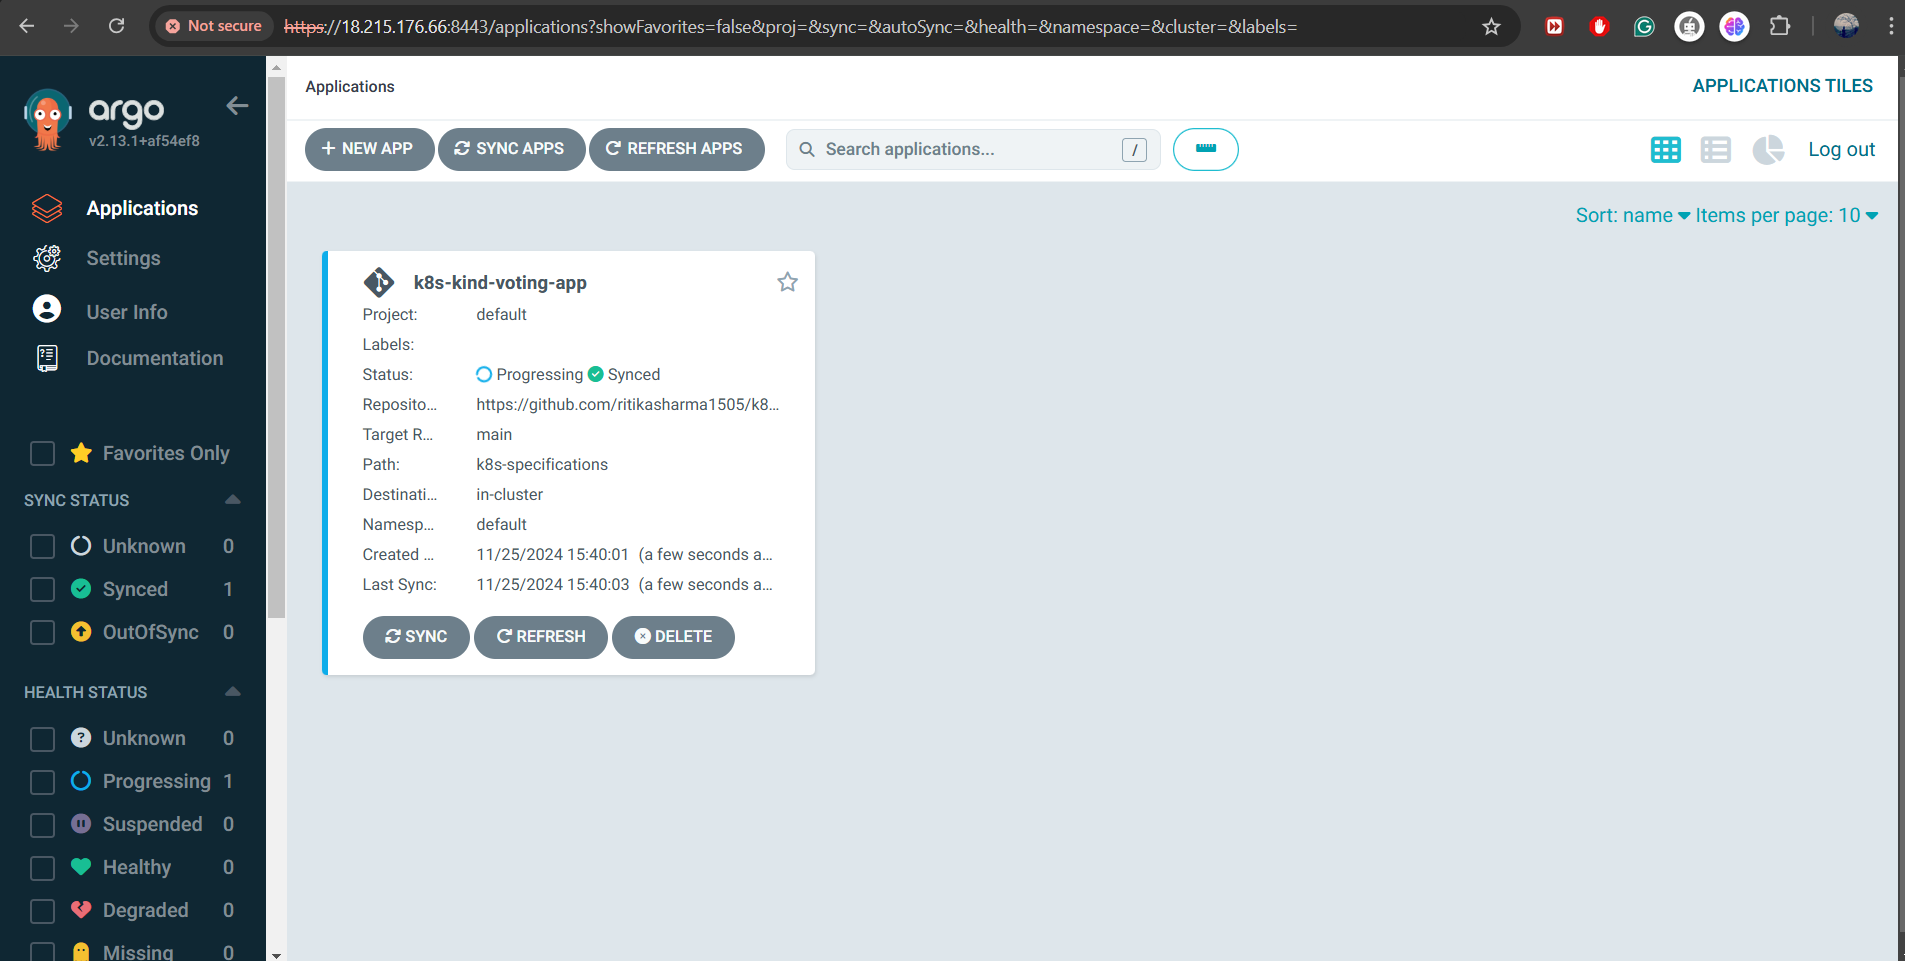 Not secure
https://18.215.176.66:8443/applications?showFavorites=false&proj=&sync=&autoSync=&health=&namespace=&cluster=&labels=
argo
v2.13.1+af54ef8
Applications
Settings
User Info
Documentation
Favorites Only
SYNC STATUS
Unknown 0
Synced 1
OutOfSync 0
HEALTH STATUS
Unknown 0
Progressing 1
Suspended 0
Healthy 0
Degraded 0
Missing 0
Applications
APPLICATIONS TILES
+ NEW APP
SYNC APPS
REFRESH APPS
Search applications...
/
Log out
Sort: name
Items per page: 10
k8s-kind-voting-app
Project: default
Labels:
Status: Progressing Synced
Reposito... https://github.com/ritikasharma1505/k8...
Target R... main
Path: k8s-specifications
Destinati... in-cluster
Namesp... default
Created ... 11/25/2024 15:40:01 (a few seconds a...
Last Sync: 11/25/2024 15:40:03 (a few seconds a...
SYNC
REFRESH
DELETE